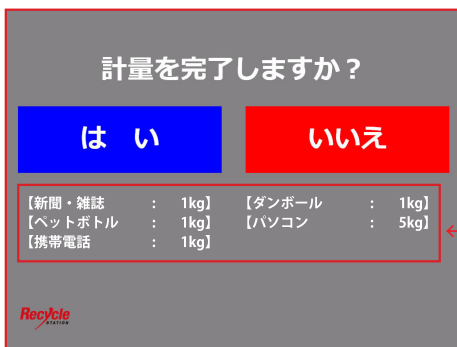 計量を完了しますか？
は い
いいえ
【新聞・雑誌 : 1kg】 【ダンボール : 1kg】
【ペットボトル : 1kg】 【パソコン : 5kg】
【携帯電話 : 1kg】
Recycle
STATION